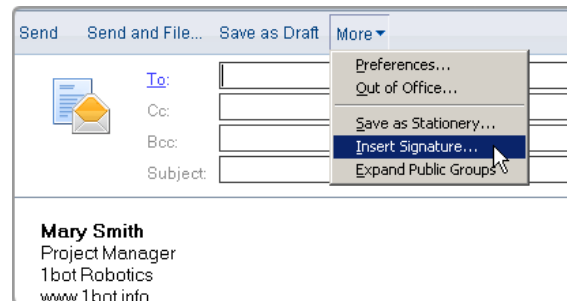 Send Send and File... Save as Draft More
Preferences...
Out of Office...
Save as Stationery...
Insert Signature...
Expand Public Groups
To:
Cc:
Bcc:
Subject:
Mary Smith
Project Manager
1bot Robotics
www.1bot.info